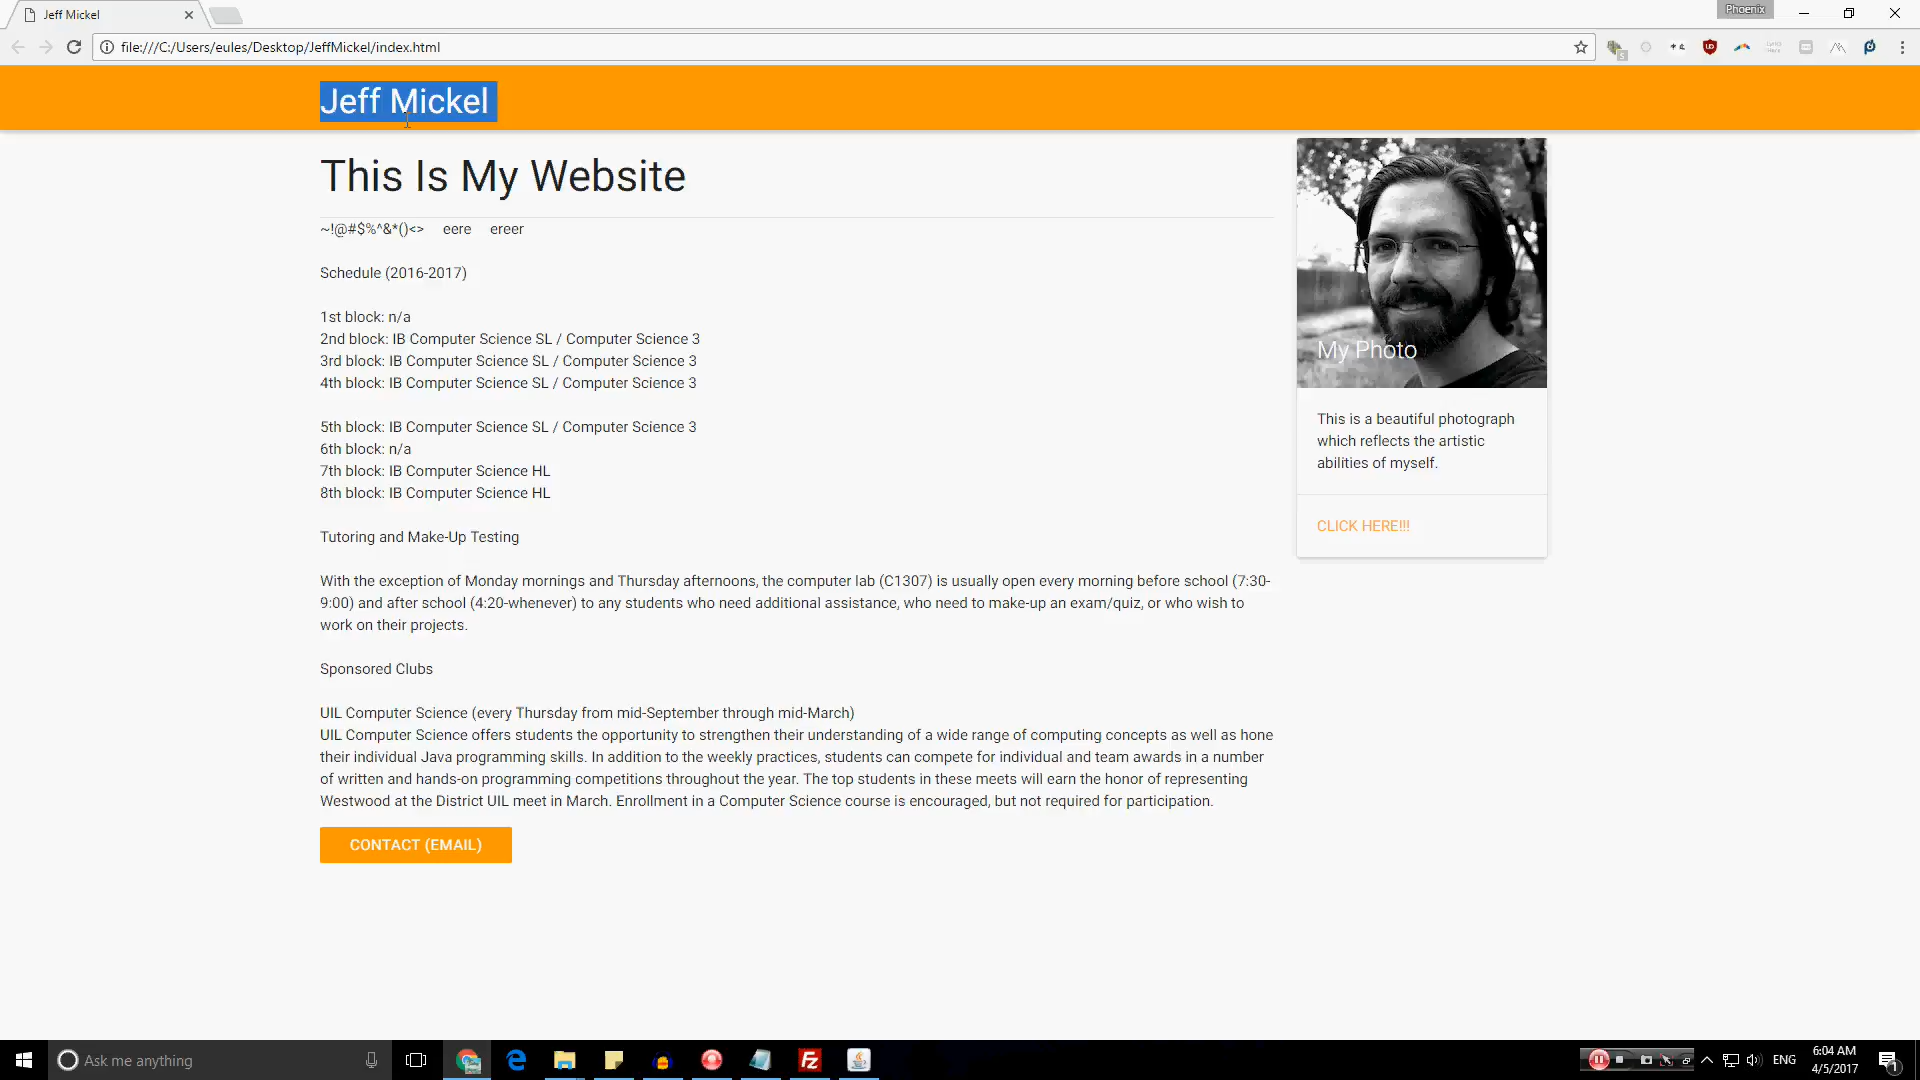 Jeff Mickel
Phoenix
file:///C:/Users/eules/Desktop/JeffMickel/index.html
Jeff Mickel
This Is My Website
~!@#$%^&*()<> eere ereer
Schedule (2016-2017)
1st block: n/a
2nd block: IB Computer Science SL / Computer Science 3
3rd block: IB Computer Science SL / Computer Science 3
4th block: IB Computer Science SL / Computer Science 3
5th block: IB Computer Science SL / Computer Science 3
6th block: n/a
7th block: IB Computer Science HL
8th block: IB Computer Science HL
Tutoring and Make-Up Testing
With the exception of Monday mornings and Thursday afternoons, the computer lab (C1307) is usually open every morning before school (7:30-
9:00) and after school (4:20-whenever) to any students who need additional assistance, who need to make-up an exam/quiz, or who wish to
work on their projects.
Sponsored Clubs
UIL Computer Science (every Thursday from mid-September through mid-March)
UIL Computer Science offers students the opportunity to strengthen their understanding of a wide range of computing concepts as well as hone
their individual Java programming skills. In addition to the weekly practices, students can compete for individual and team awards in a number
of written and hands-on programming competitions throughout the year. The top students in these meets will earn the honor of representing
Westwood at the District UIL meet in March. Enrollment in a Computer Science course is encouraged, but not required for participation.
CONTACT (EMAIL)
My Photo
This is a beautiful photograph
which reflects the artistic
abilities of myself.
CLICK HERE!!!
Ask me anything
Fz
ENG
6:04 AM
4/5/2017
1